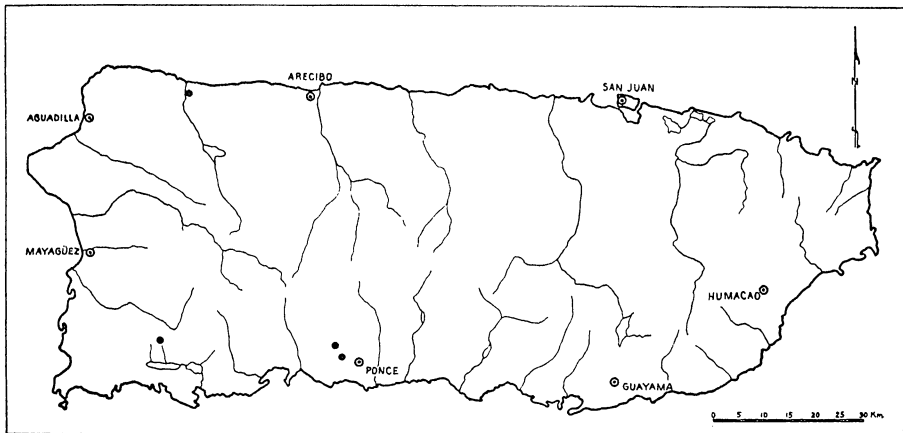 ARECIBO
SAN JUAN
N
AGUADILLA
MAYAGÜEZ
HUMACAO
PONCE
GUAYAMA
0 5 10 15 20 25 30 Km.